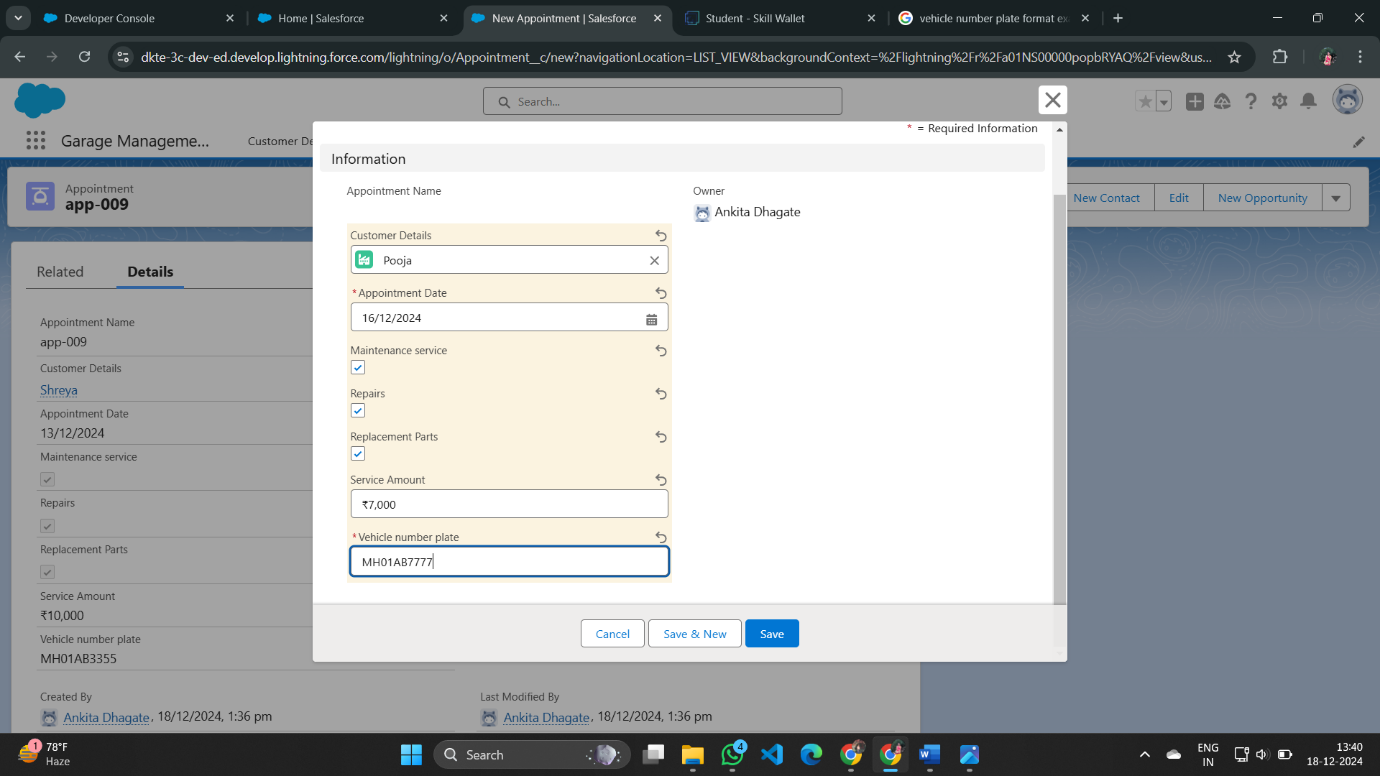 Developer Console
Home | Salesforce
New Appointment | Salesforce
Student - Skill Wallet
vehicle number plate format ex
dkte-3c-dev-ed.develop.lightning.force.com/lightning/o/Appointment__c/new?navigationLocation=LIST_VIEW&backgroundContext=%2Flightning%2Fr%2Fa01NS00000popbRYAQ%2Fview&us...
Search...
Garage Manageme...
Customer De
* = Required Information
Information
Appointment
app-009
New Contact
Edit
New Opportunity
Related
Details
Appointment Name
app-009
Customer Details
Shreya
Appointment Date
13/12/2024
Maintenance service
Repairs
Replacement Parts
Service Amount
₹10,000
Vehicle number plate
MH01AB3355
Created By
Ankita Dhagate, 18/12/2024, 1:36 pm
Last Modified By
Ankita Dhagate, 18/12/2024, 1:36 pm
Appointment Name
Owner
Ankita Dhagate
Customer Details
Pooja
*Appointment Date
16/12/2024
Maintenance service
Repairs
Replacement Parts
Service Amount
₹7,000
*Vehicle number plate
MH01AB7777
Cancel
Save & New
Save
1
78°F
Haze
Search
4
ENG
IN
13:40
18-12-2024